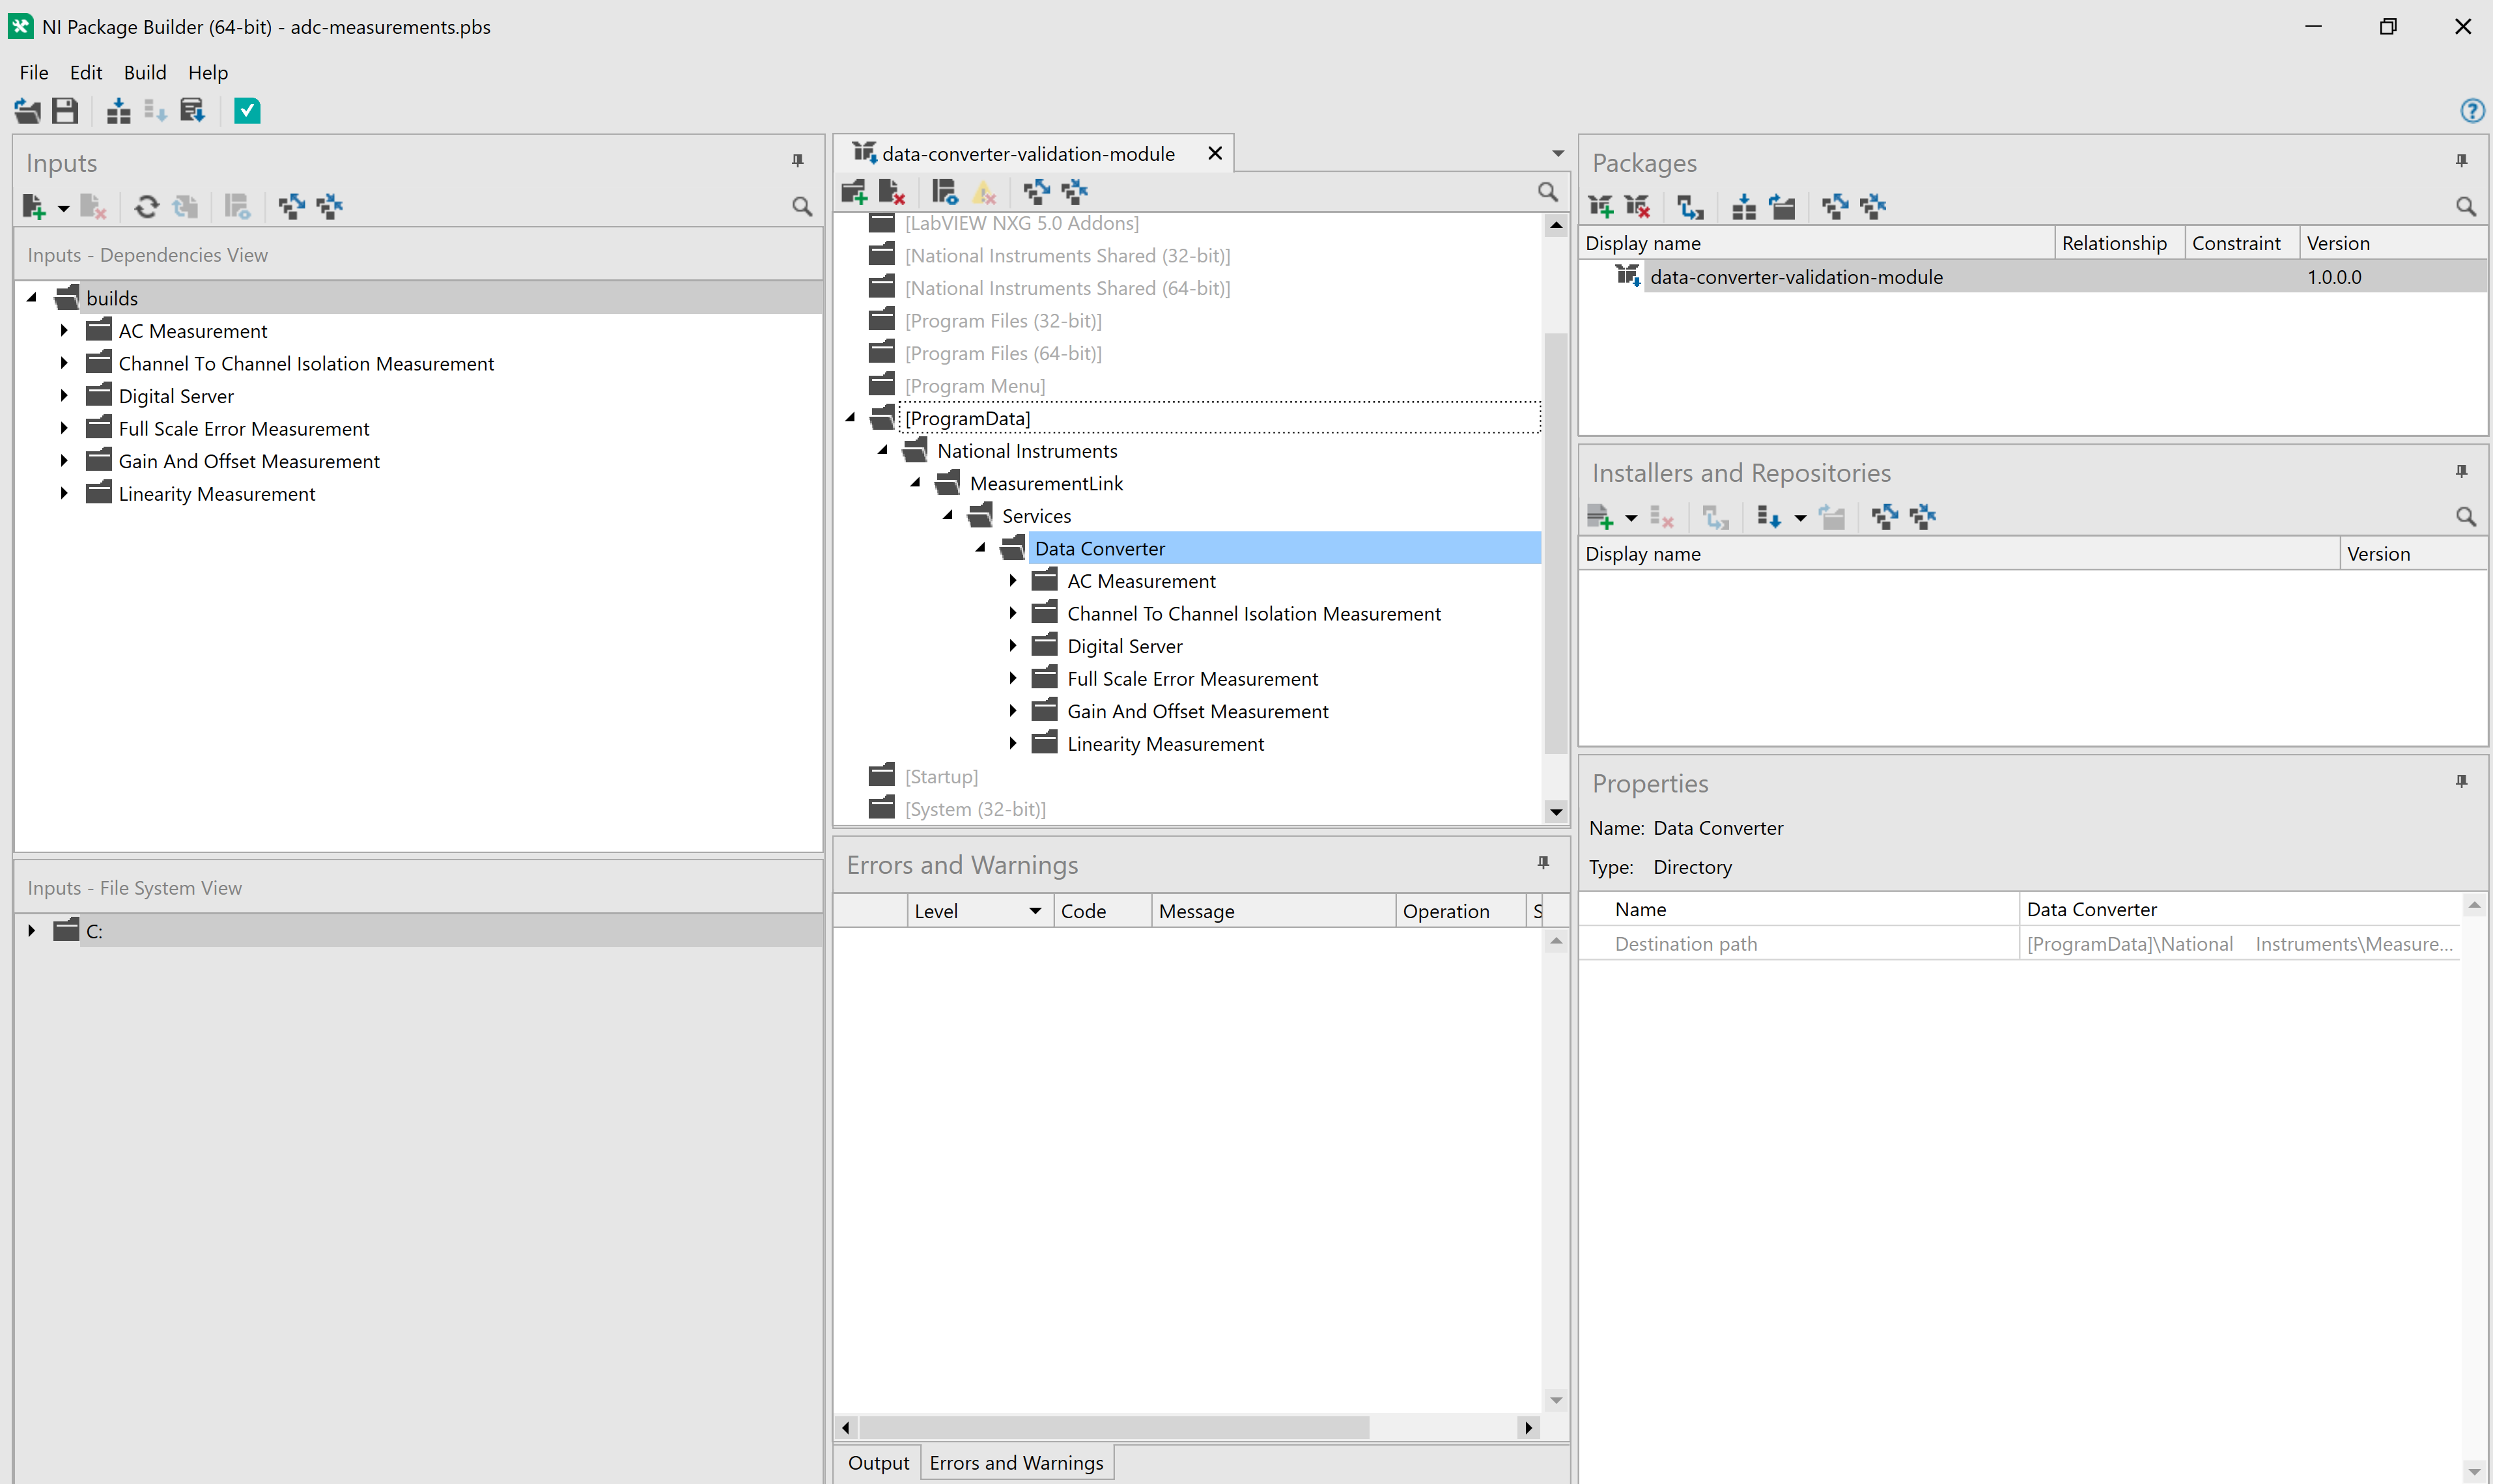 NI Package Builder (64-bit) - adc-measurements.pbs
File Edit Build Help
Inputs
Inputs - Dependencies View
builds
AC Measurement
Channel To Channel Isolation Measurement
Digital Server
Full Scale Error Measurement
Gain And Offset Measurement
Linearity Measurement
Inputs - File System View
C:
data-converter-validation-module
[LabVIEW NXG 5.0 Addons]
[National Instruments Shared (32-bit)]
[National Instruments Shared (64-bit)]
[Program Files (32-bit)]
[Program Files (64-bit)]
[Program Menu]
[ProgramData]
National Instruments
MeasurementLink
Services
Data Converter
AC Measurement
Channel To Channel Isolation Measurement
Digital Server
Full Scale Error Measurement
Gain And Offset Measurement
Linearity Measurement
[Startup]
[System (32-bit)]
Errors and Warnings
Level Code Message Operation S
Output Errors and Warnings
Packages
Display name Relationship Constraint Version
data-converter-validation-module 1.0.0.0
Installers and Repositories
Display name Version
Properties
Name: Data Converter
Type: Directory
Name Data Converter
Destination path [ProgramData]\National Instruments\Measure...